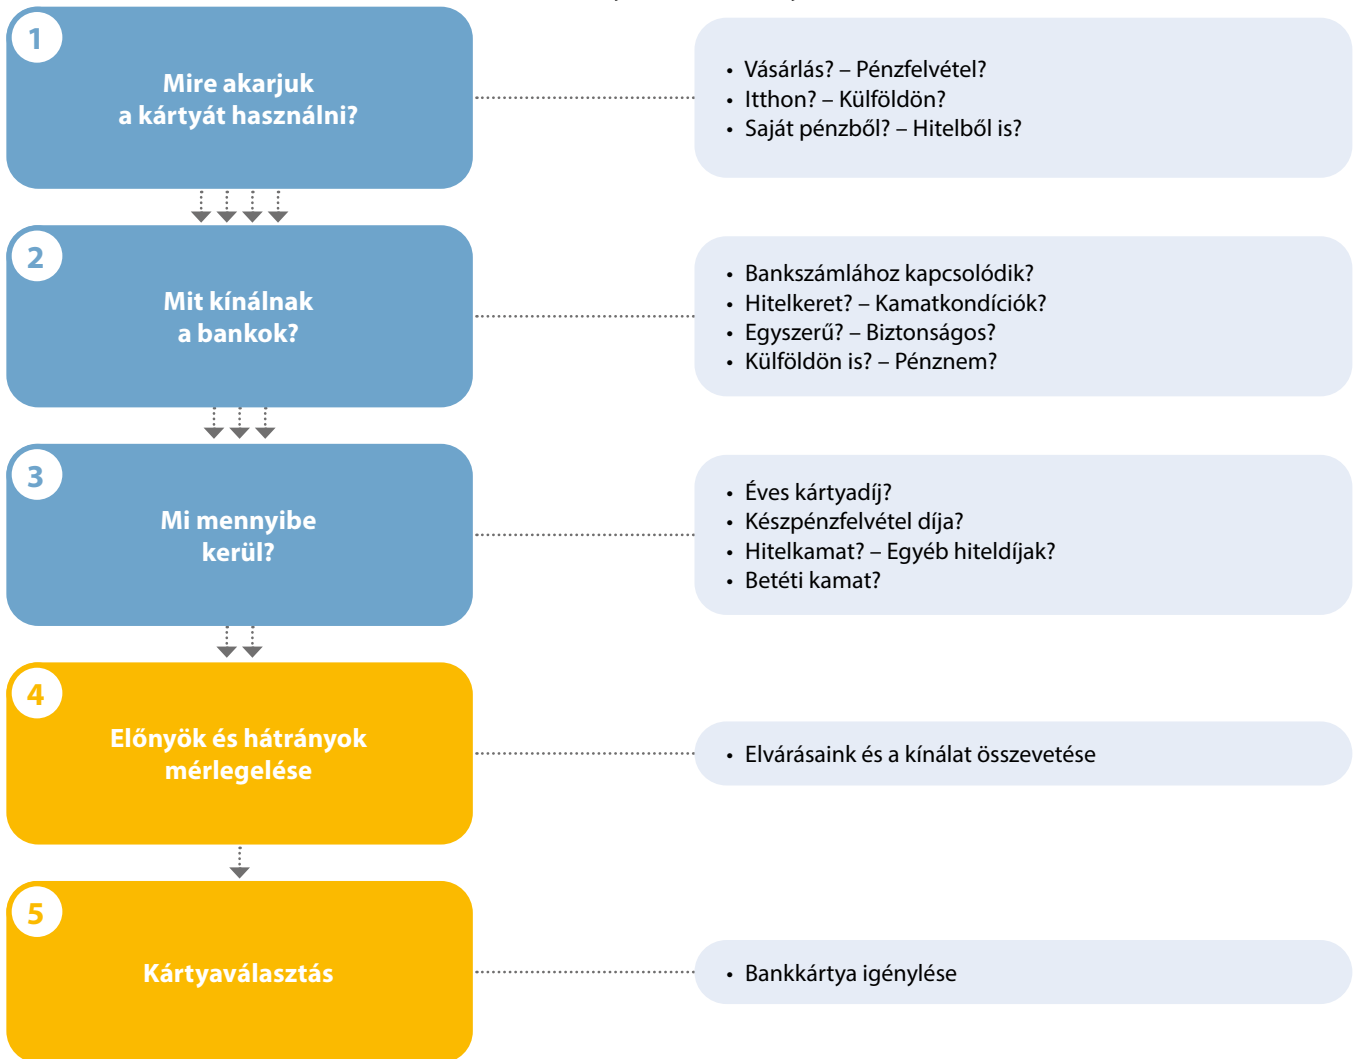 1
Mire akarjuk
a kártyát használni?
• Vásárlás? – Pénzfelvétel?
• Itthon? – Külföldön?
• Saját pénzből? – Hitelből is?
2
Mit kínálnak
a bankok?
• Bankszámlához kapcsolódik?
• Hitelkeret? – Kamatkondíciók?
• Egyszerű? – Biztonságos?
• Külföldön is? – Pénznem?
3
Mi mennyibe
kerül?
• Éves kártyadíj?
• Készpénzfelvétel díja?
• Hitelkamat? – Egyéb hiteldíjak?
• Betéti kamat?
4
Előnyök és hátrányok
mérlegelése
• Elvárásaink és a kínálat összevetése
5
Kártyaválasztás
• Bankkártya igénylése